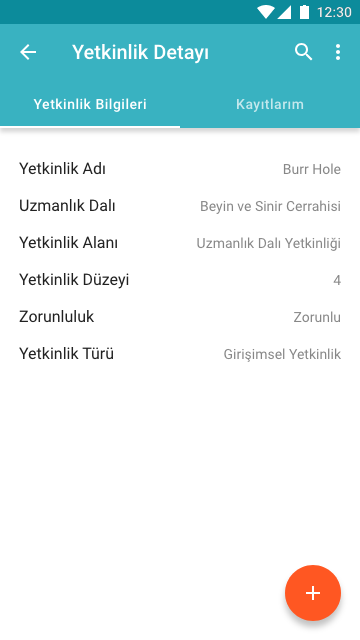 12:30
Yetkinlik Detayı
Yetkinlik Bilgileri Kayıtlarım
Yetkinlik Adı Burr Hole
Uzmanlık Dalı Beyin ve Sinir Cerrahisi
Yetkinlik Alanı Uzmanlık Dalı Yetkinliği
Yetkinlik Düzeyi 4
Zorunluluk Zorunlu
Yetkinlik Türü Girişimsel Yetkinlik